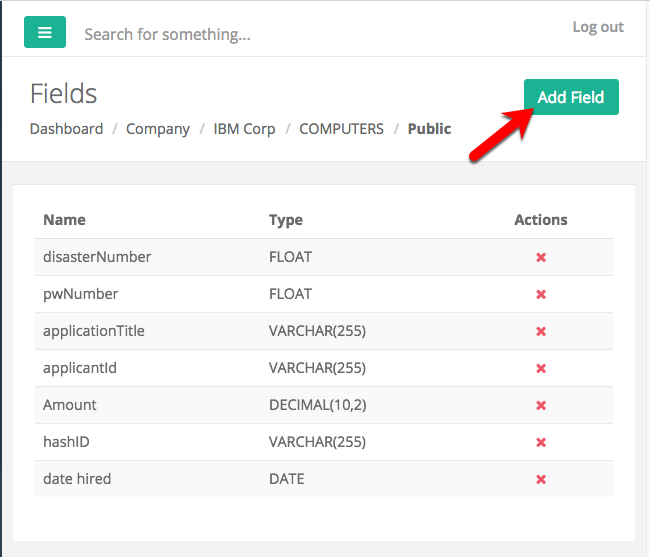 Search for something...
Log out
Fields
Add Field
Dashboard / Company / IBM Corp / COMPUTERS / Public
Name Type Actions
disasterNumber FLOAT
pwNumber FLOAT
applicationTitle VARCHAR(255)
applicantId VARCHAR(255)
Amount DECIMAL(10,2)
hashID VARCHAR(255)
date hired DATE